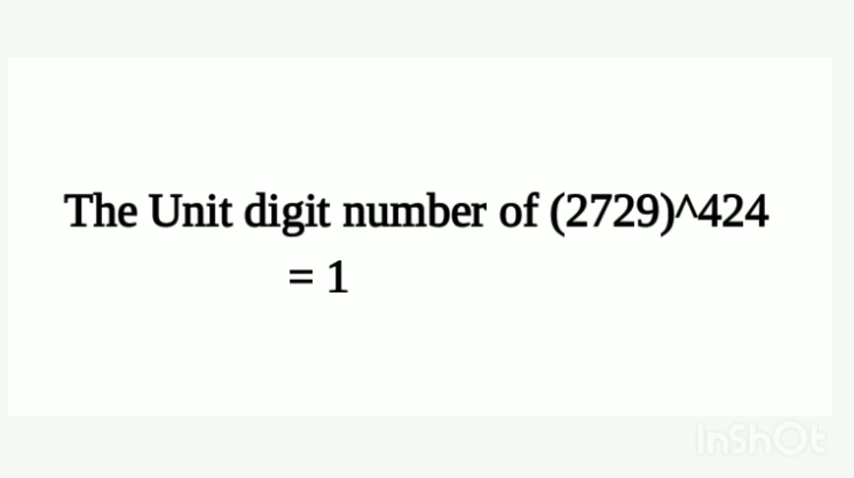 The Unit digit number of (2729)^424
= 1
InShOt